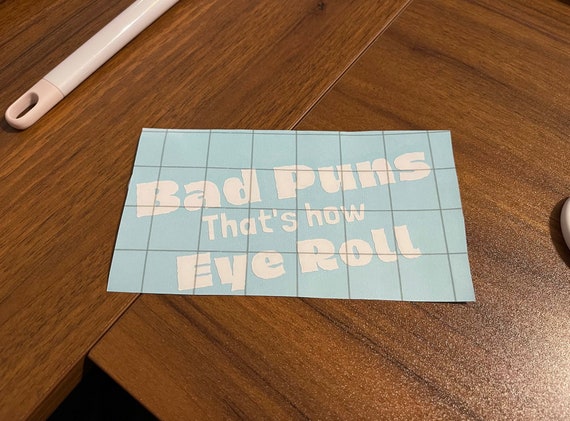 Bad Puns
That's how
Eye Roll